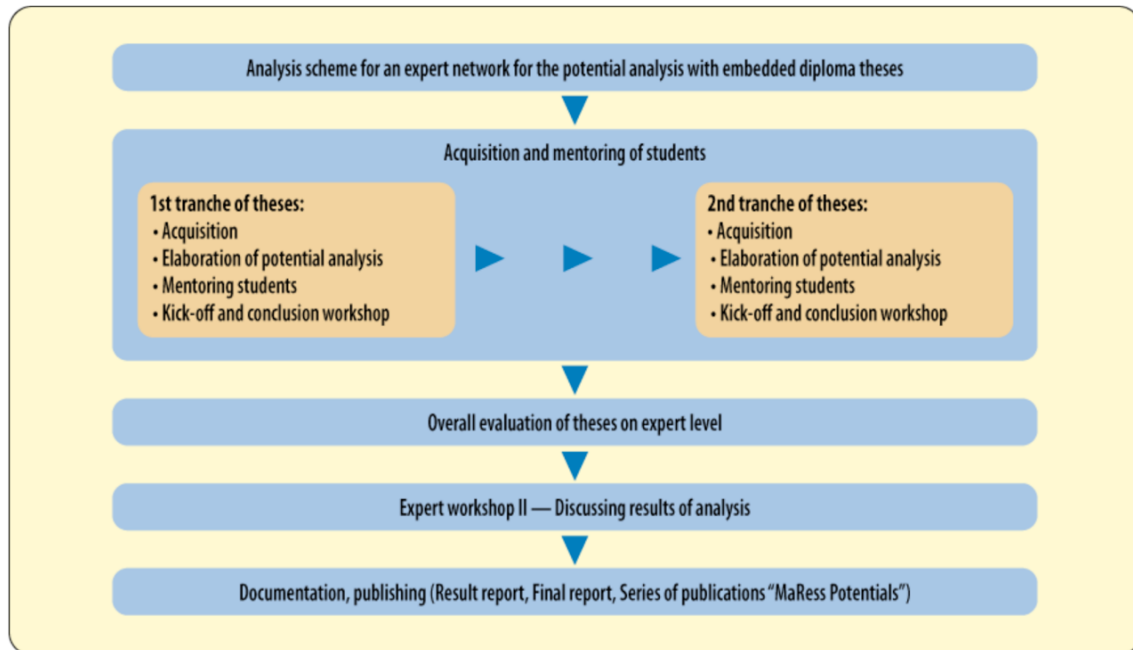 Analysis scheme for an expert network for the potential analysis with embedded diploma theses
Acquisition and mentoring of students
1st tranche of theses:
• Acquisition
• Elaboration of potential analysis
• Mentoring students
• Kick-off and conclusion workshop
2nd tranche of theses:
• Acquisition
• Elaboration of potential analysis
• Mentoring students
• Kick-off and conclusion workshop
Overall evaluation of theses on expert level
Expert workshop II — Discussing results of analysis
Documentation, publishing (Result report, Final report, Series of publications “MaRess Potentials”)